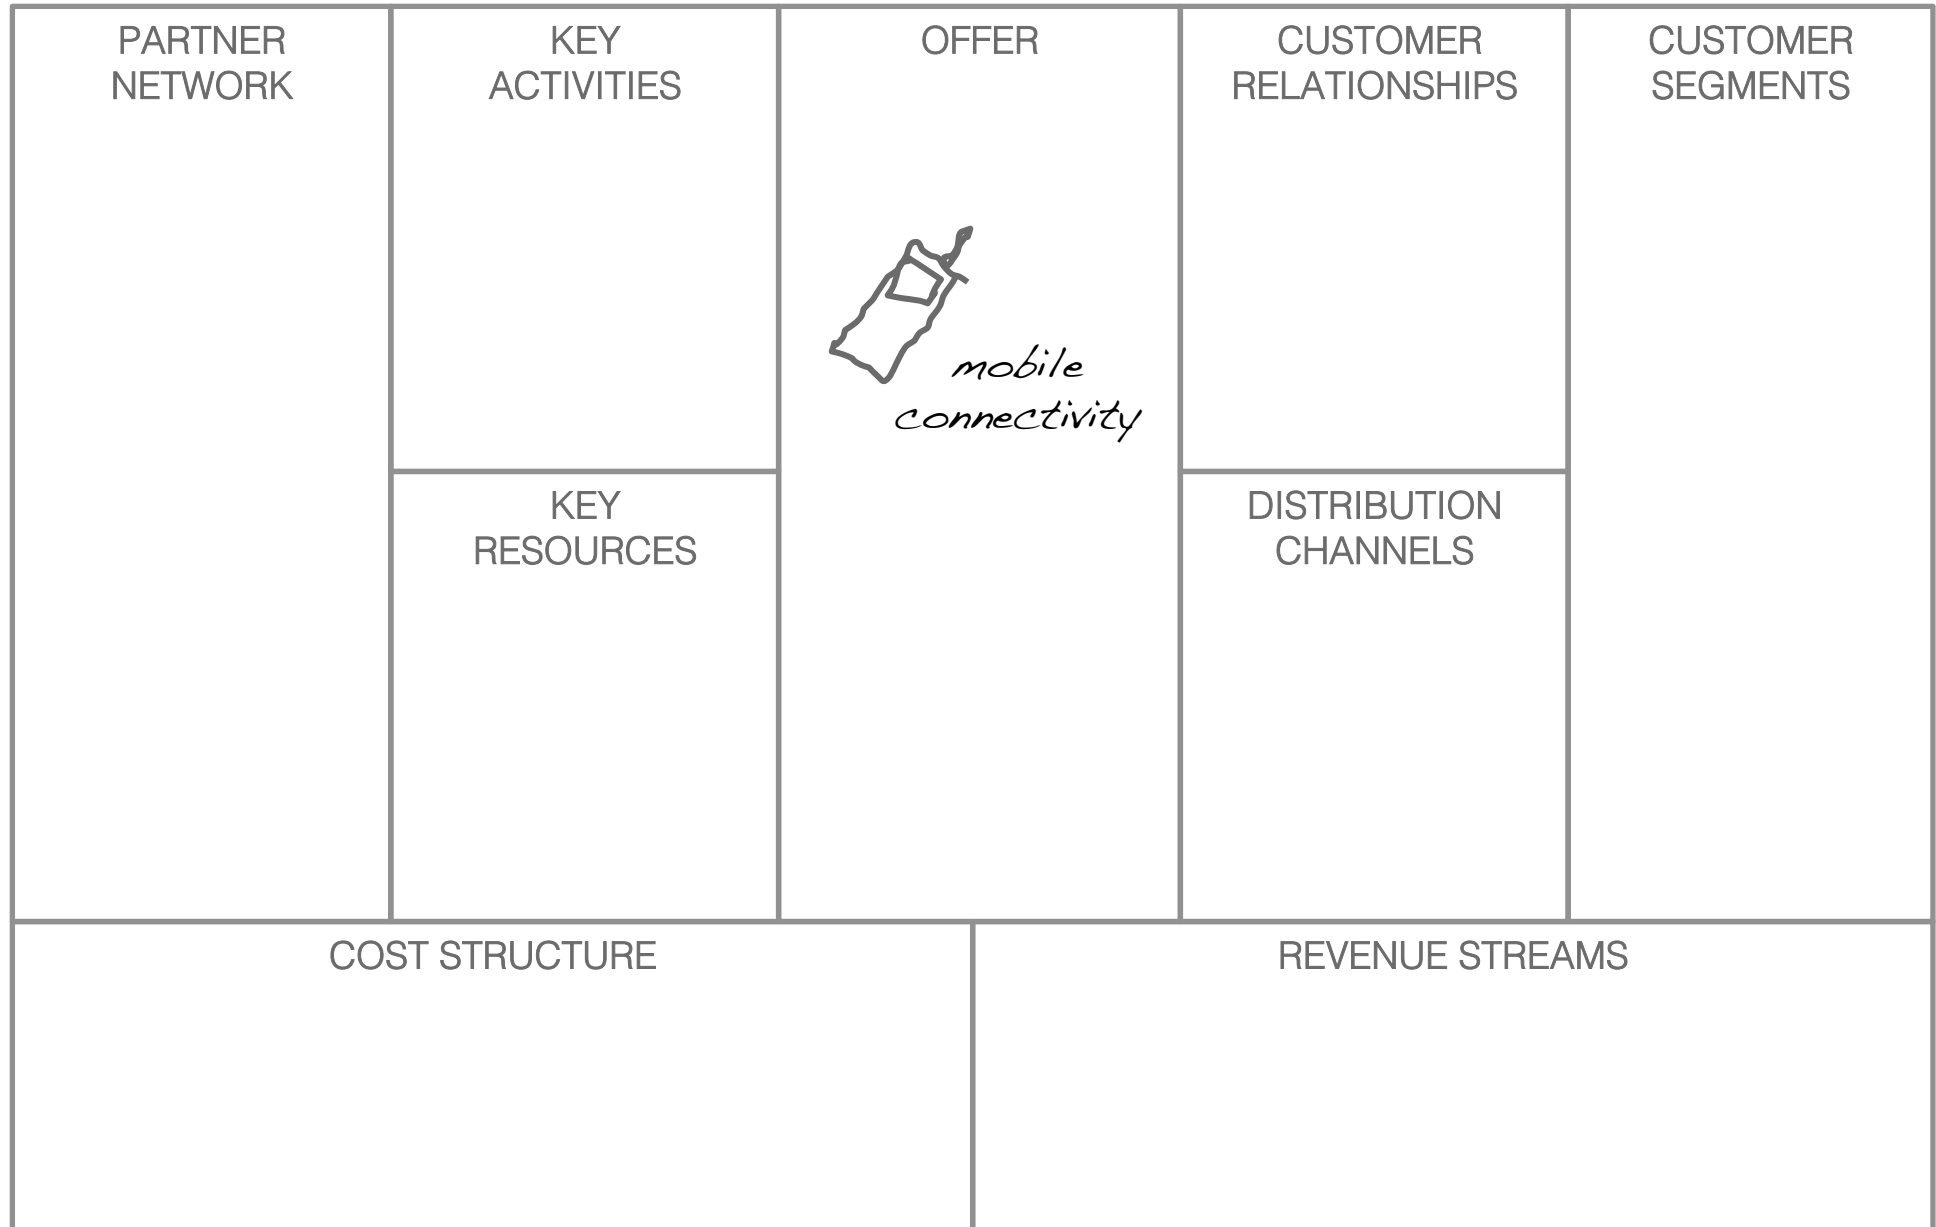 PARTNER
NETWORK
KEY
ACTIVITIES
OFFER
CUSTOMER
RELATIONSHIPS
CUSTOMER
SEGMENTS
mobile
connectivity
KEY
RESOURCES
DISTRIBUTION
CHANNELS
COST STRUCTURE
REVENUE STREAMS